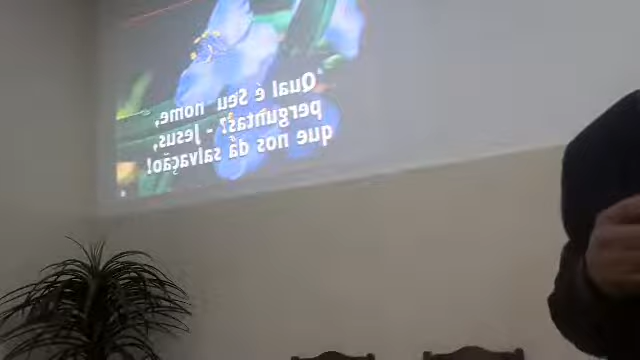 "Qual é Seu nome,
perguntas? - Jesus,
que nos dá salvação!